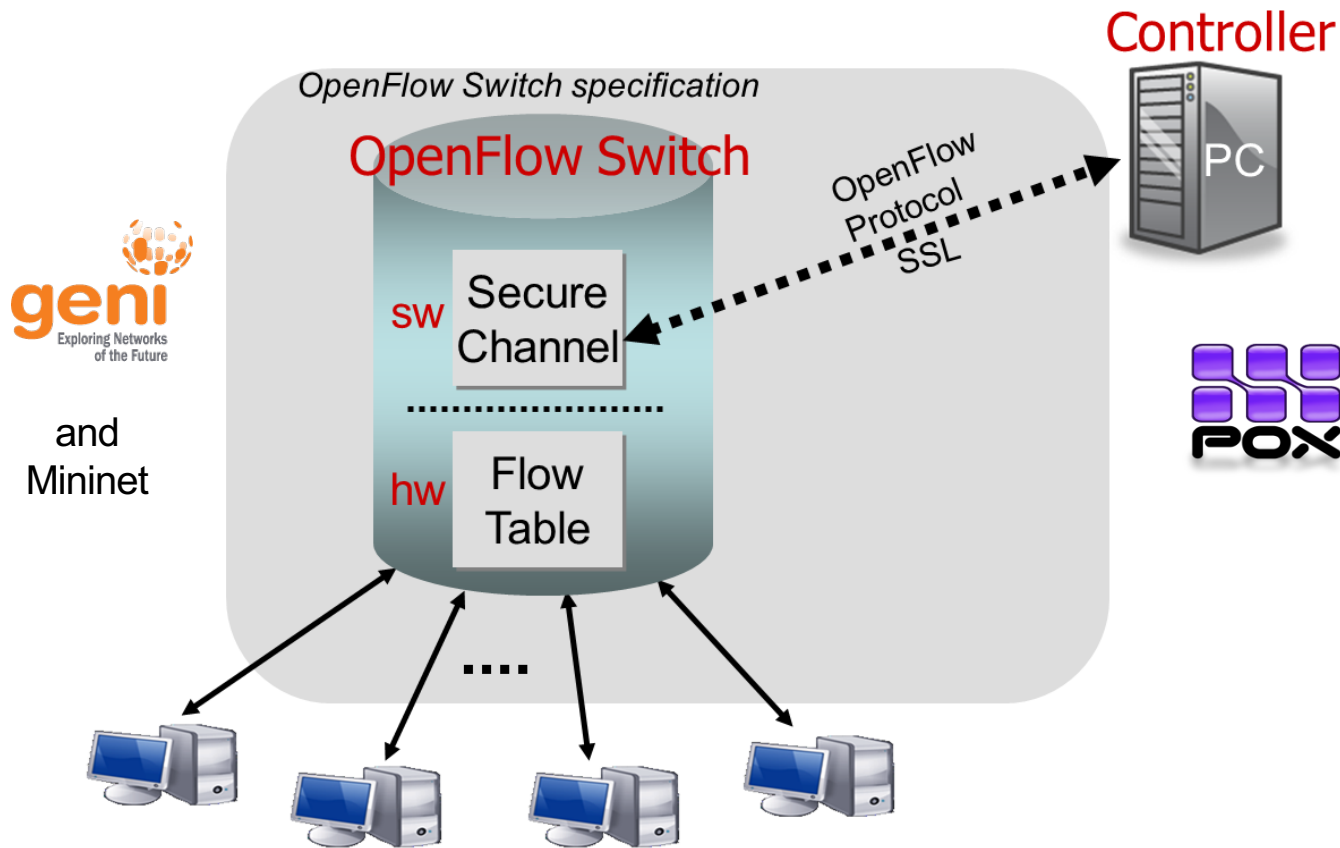 Controller
OpenFlow Switch specification
OpenFlow Switch
OpenFlow
Protocol
SSL
PC
geni
Exploring Networks
of the Future
and
Mininet
sw
Secure
Channel
hw
Flow
Table
POX